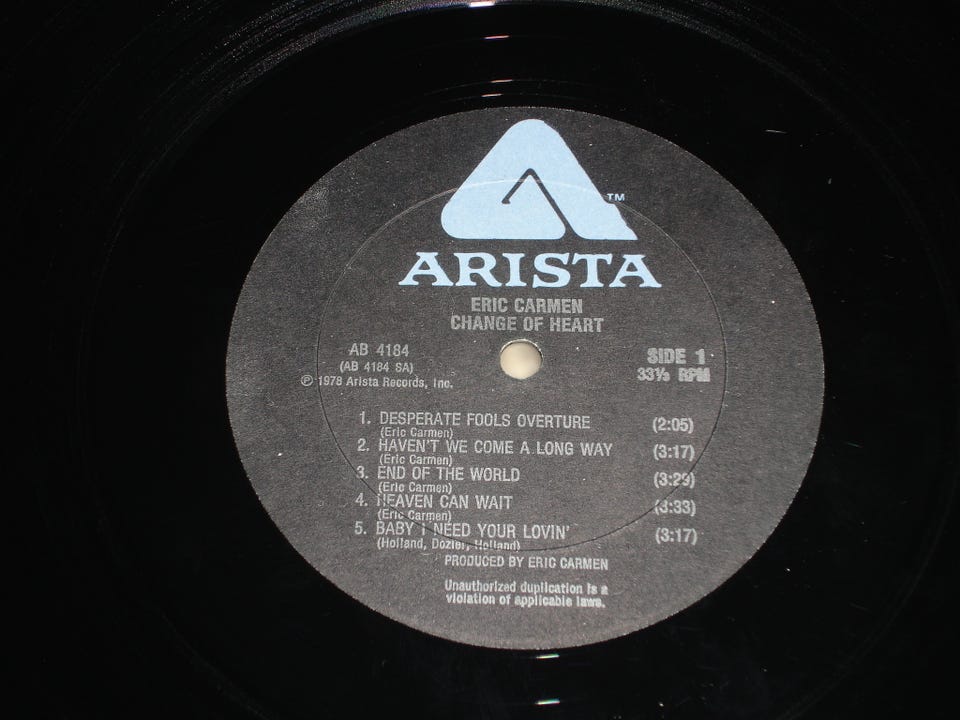 TM
ARISTA
ERIC CARMEN
CHANGE OF HEART
AB 4184
(AB 4184 SA)
℗ 1978 Arista Records, Inc.
SIDE 1
33⅓ RPM
1. DESPERATE FOOLS OVERTURE (2:05)
(Eric Carmen)
2. HAVEN'T WE COME A LONG WAY (3:17)
(Eric Carmen)
3. END OF THE WORLD (3:29)
(Eric Carmen)
4. HEAVEN CAN WAIT (3:33)
(Eric Carmen)
5. BABY I NEED YOUR LOVIN' (3:17)
(Holland, Dozier, Holland)
PRODUCED BY ERIC CARMEN
Unauthorized duplication is a
violation of applicable laws.